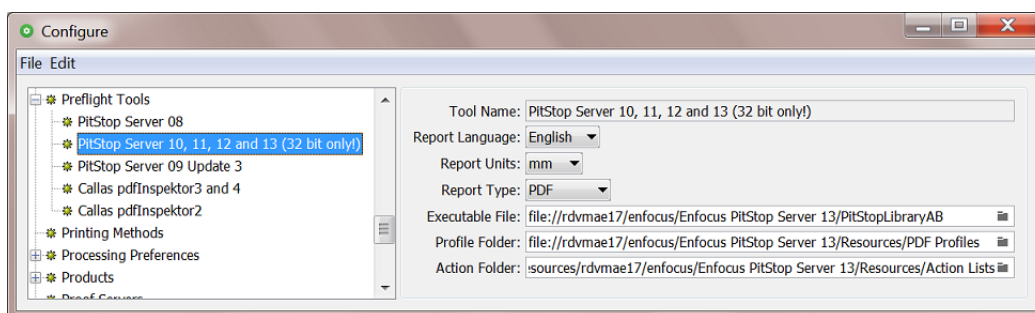 Configure
File Edit
Preflight Tools
PitStop Server 08
PitStop Server 10, 11, 12 and 13 (32 bit only!)
PitStop Server 09 Update 3
Callas pdfInspektor3 and 4
Callas pdfInspektor2
Printing Methods
Processing Preferences
Products
Proof Servers
Tool Name: PitStop Server 10, 11, 12 and 13 (32 bit only!)
Report Language: English
Report Units: mm
Report Type: PDF
Executable File: file://rdvmae17/enfocus/Enfocus PitStop Server 13/PitStopLibraryAB
Profile Folder: file://rdvmae17/enfocus/Enfocus PitStop Server 13/Resources/PDF Profiles
Action Folder: :sources/rdvmae17/enfocus/Enfocus PitStop Server 13/Resources/Action Lists